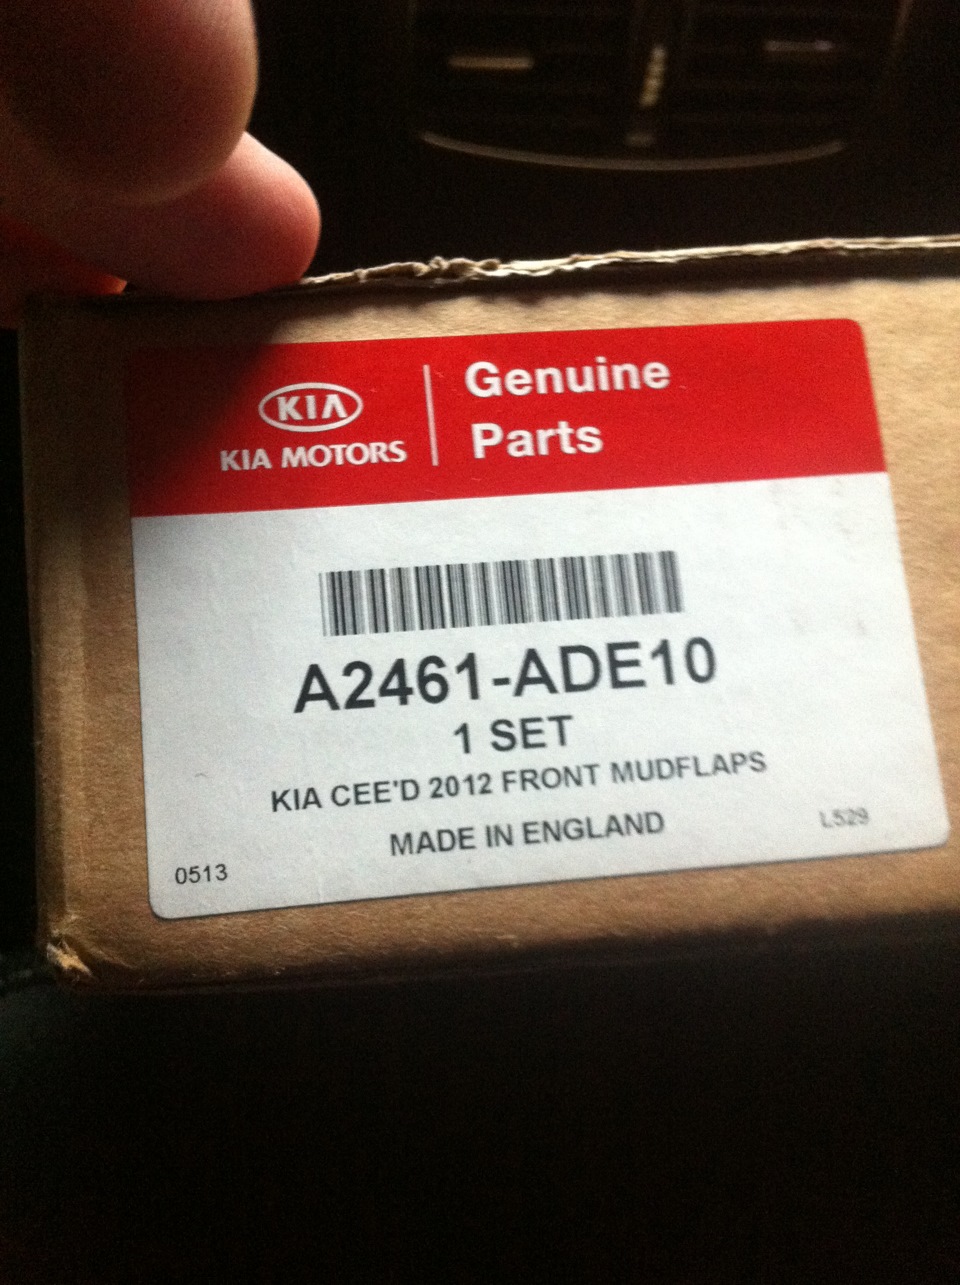 KIA
KIA MOTORS
Genuine
Parts
A2461-ADE10
1 SET
KIA CEE'D 2012 FRONT MUDFLAPS
MADE IN ENGLAND
L529
0513